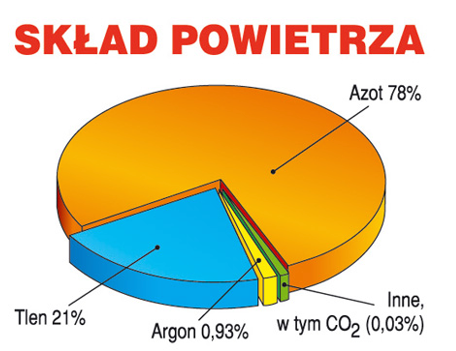 SKŁAD POWIETRZA
Azot 78%
Tlen 21%
Argon 0,93%
Inne,
w tym CO₂ (0,03%)